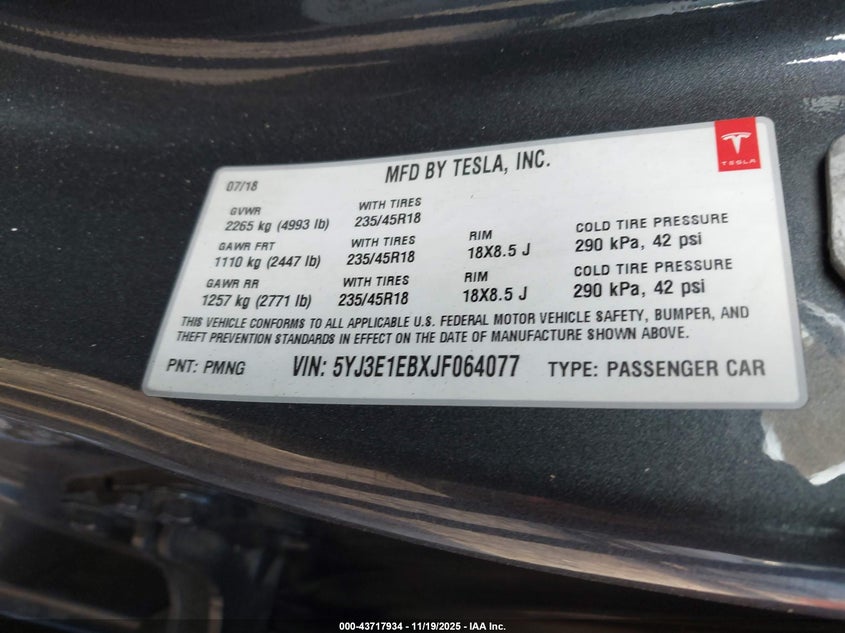 TESLA
MFD BY TESLA, INC.
07/18
GVWR
2265 kg (4993 lb)
WITH TIRES
235/45R18
GAWR FRT
1110 kg (2447 lb)
WITH TIRES
235/45R18
RIM
18X8.5 J
COLD TIRE PRESSURE
290 kPa, 42 psi
GAWR RR
1257 kg (2771 lb)
WITH TIRES
235/45R18
RIM
18X8.5 J
COLD TIRE PRESSURE
290 kPa, 42 psi
THIS VEHICLE CONFORMS TO ALL APPLICABLE U.S. FEDERAL MOTOR VEHICLE SAFETY, BUMPER, AND
THEFT PREVENTION STANDARDS IN EFFECT ON THE DATE OF MANUFACTURE SHOWN ABOVE.
PNT: PMNG VIN: 5YJ3E1EBXJF064077 TYPE: PASSENGER CAR
000-43717934 - 11/19/2025 - IAA Inc.